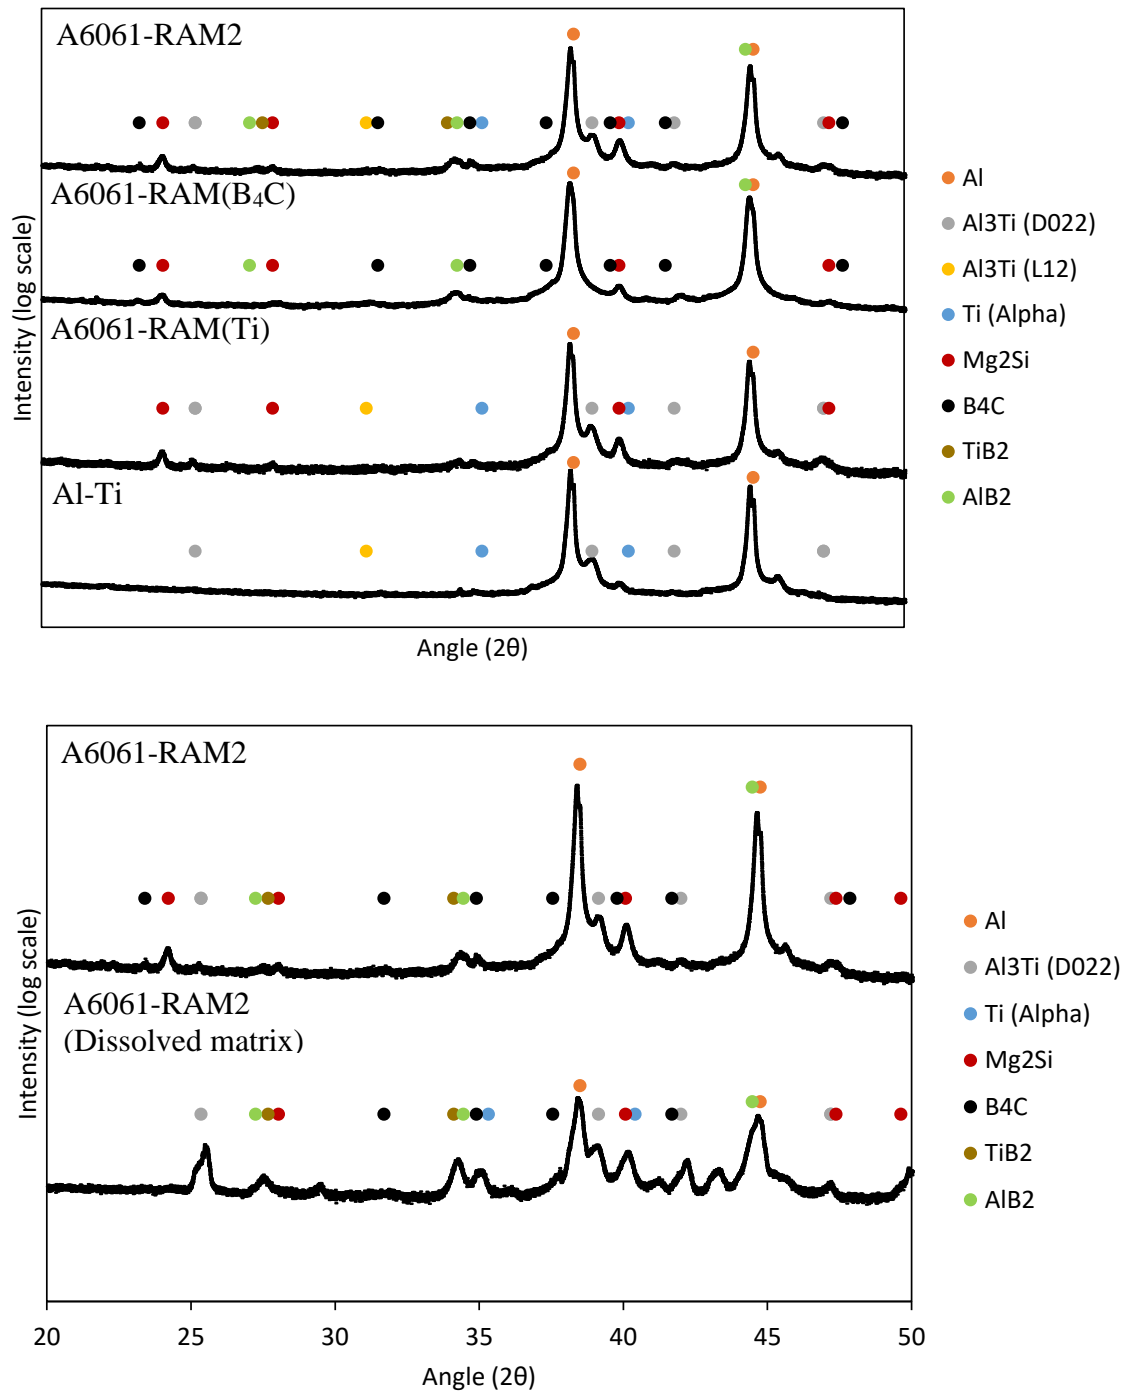 A6061-RAM2
A6061-RAM(B₄C)
A6061-RAM(Ti)
Al-Ti
Intensity (log scale)
Angle (2θ)
Al
Al3Ti (D022)
Al3Ti (L12)
Ti (Alpha)
Mg2Si
B4C
TiB2
AlB2
A6061-RAM2
A6061-RAM2
(Dissolved matrix)
Intensity (log scale)
20 25 30 35 40 45 50
Angle (2θ)
Al
Al3Ti (D022)
Ti (Alpha)
Mg2Si
B4C
TiB2
AlB2